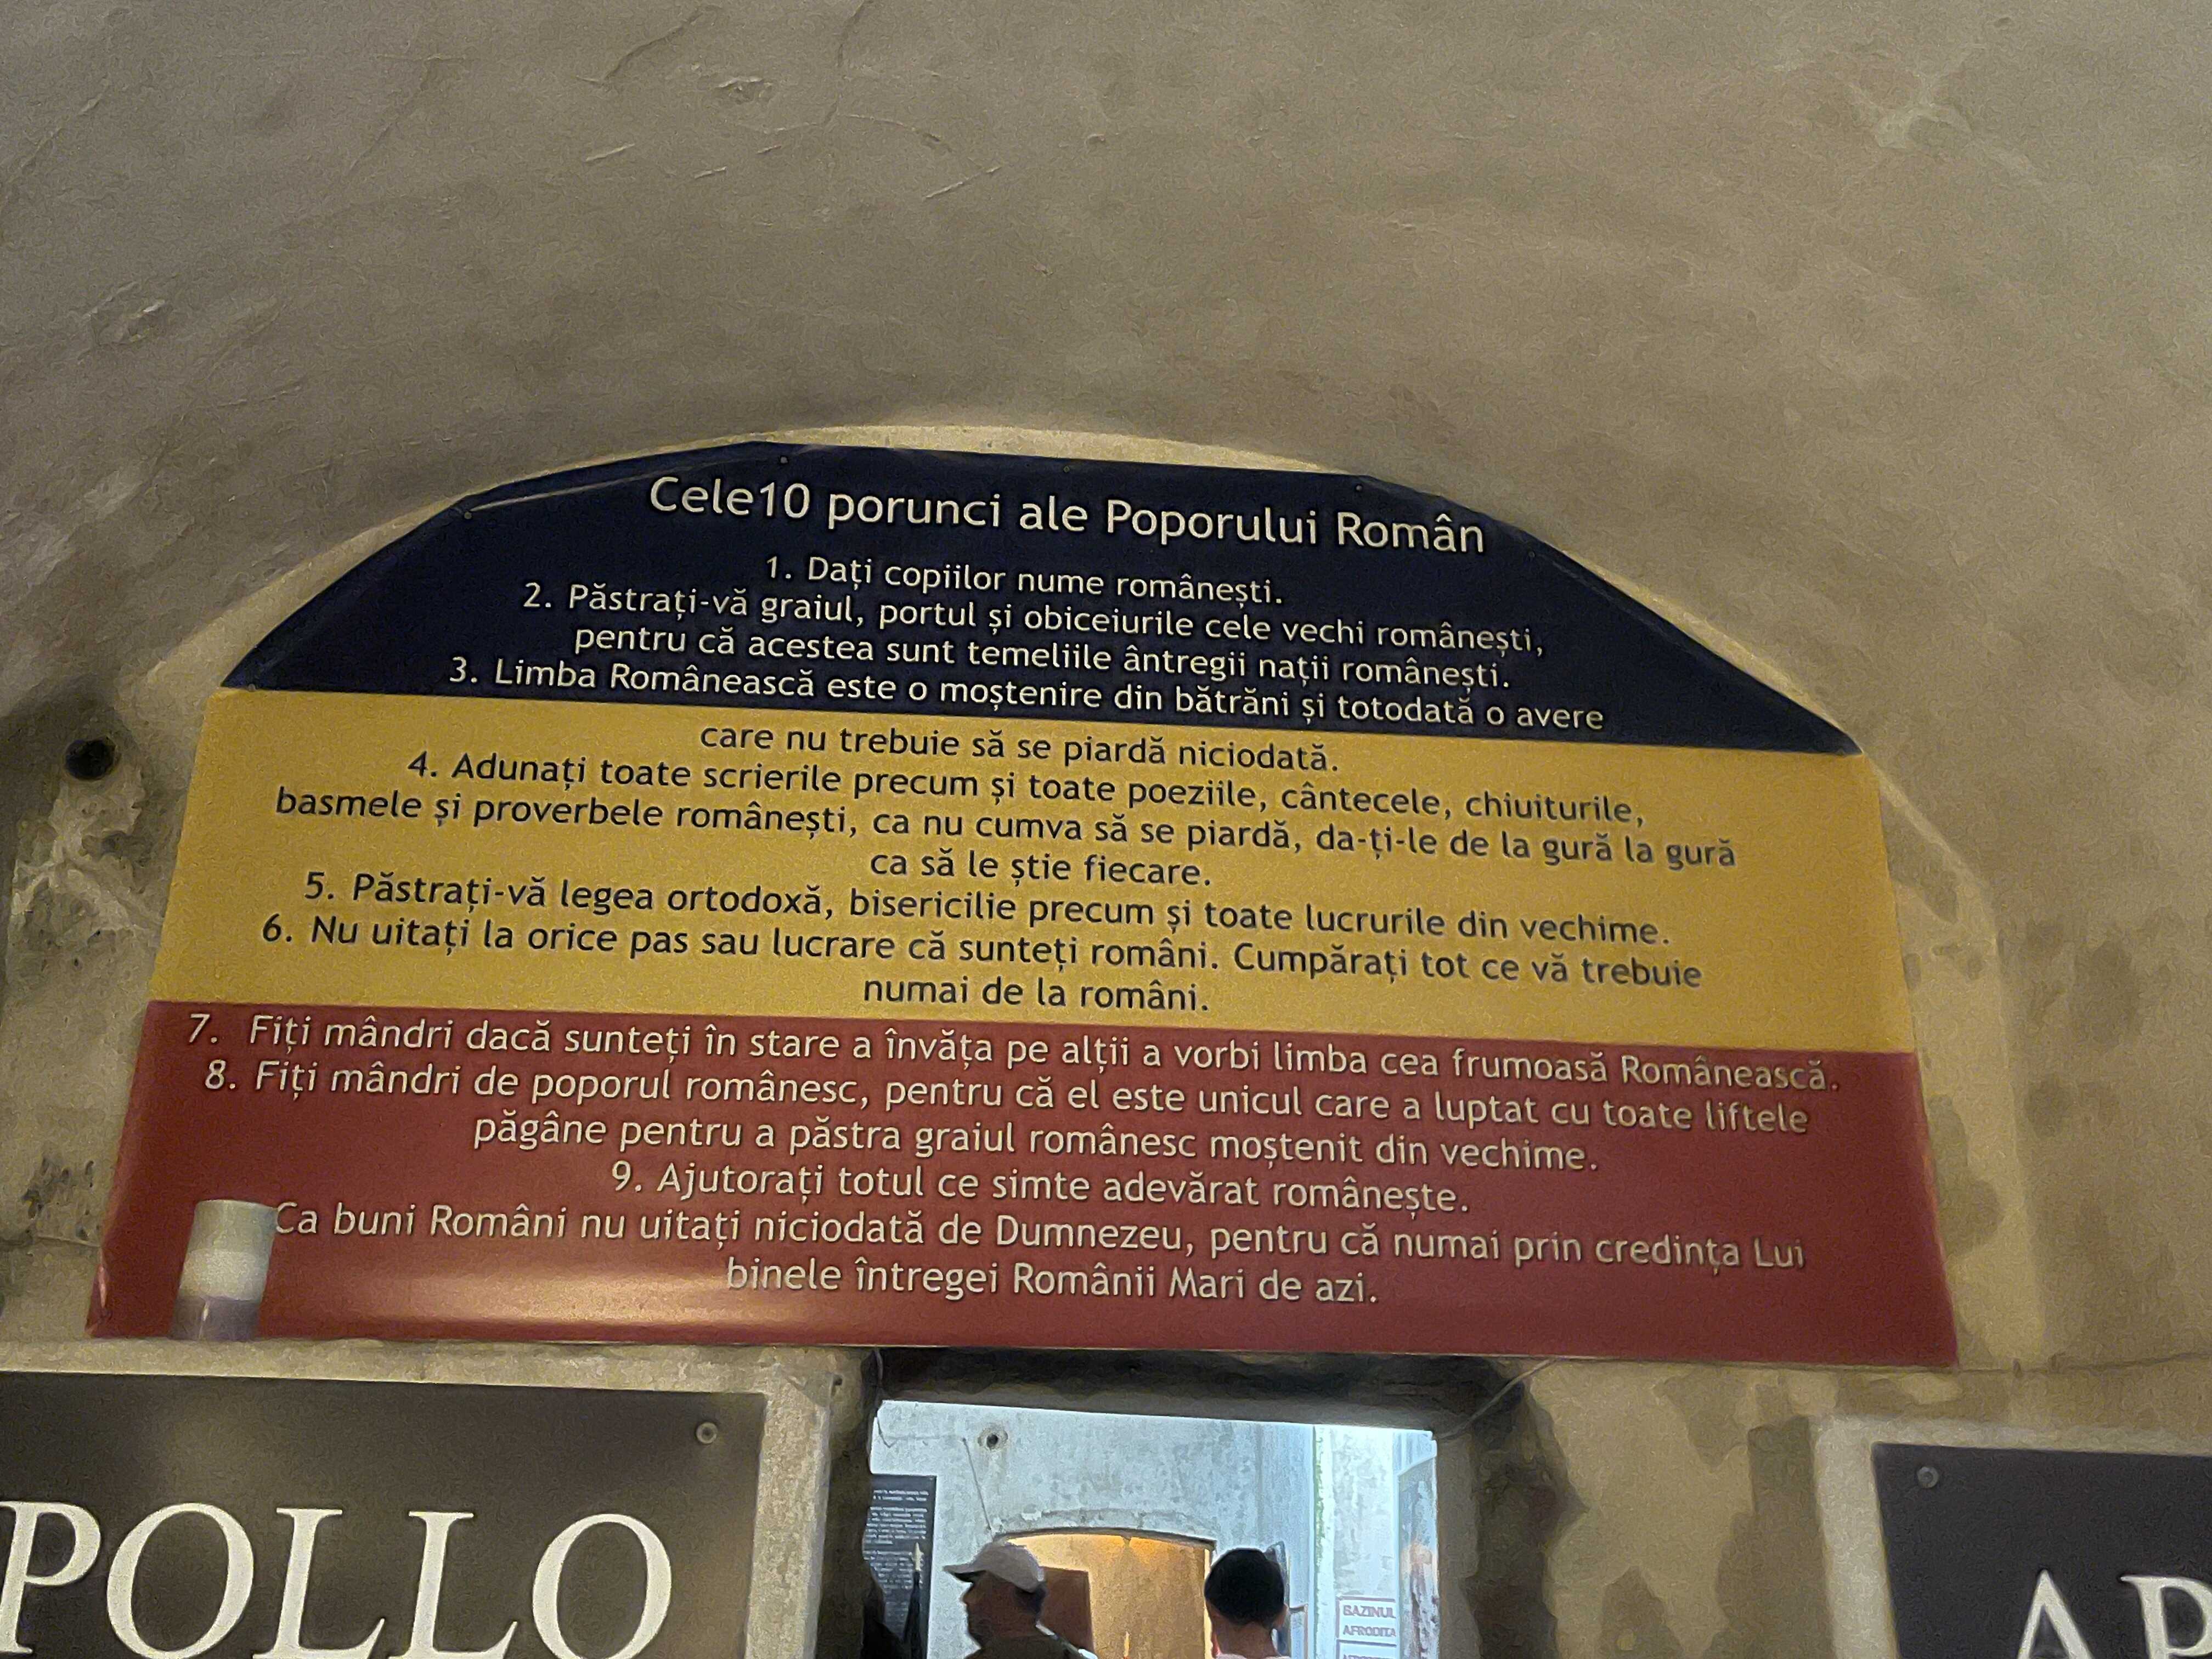 Cele10 porunci ale Poporului Român
1. Dați copiilor nume românești.
2. Păstrați-vă graiul, portul și obiceiurile cele vechi românești,
pentru că acestea sunt temeliile ântregii nații românești.
3. Limba Românească este o moștenire din bătrăni și totodată o avere
care nu trebuie să se piardă niciodată.
4. Adunați toate scrierile precum și toate poeziile, cântecele, chiuiturile,
basmele și proverbele românești, ca nu cumva să se piardă, da-ți-le de la gură la gură
ca să le știe fiecare.
5. Păstrați-vă legea ortodoxă, bisericilie precum și toate lucrurile din vechime.
6. Nu uitați la orice pas sau lucrare că sunteți români. Cumpărați tot ce vă trebuie
numai de la români.
7. Fiți mândri dacă sunteți în stare a învăța pe alții a vorbi limba cea frumoasă Românească.
8. Fiți mândri de poporul românesc, pentru că el este unicul care a luptat cu toate liftele
păgâne pentru a păstra graiul românesc moștenit din vechime.
9. Ajutorați totul ce simte adevărat românește.
Ca buni Români nu uitați niciodată de Dumnezeu, pentru că numai prin credința Lui
binele întregei Românii Mari de azi.
POLLO
AP
BAZINUL
AFRODITA